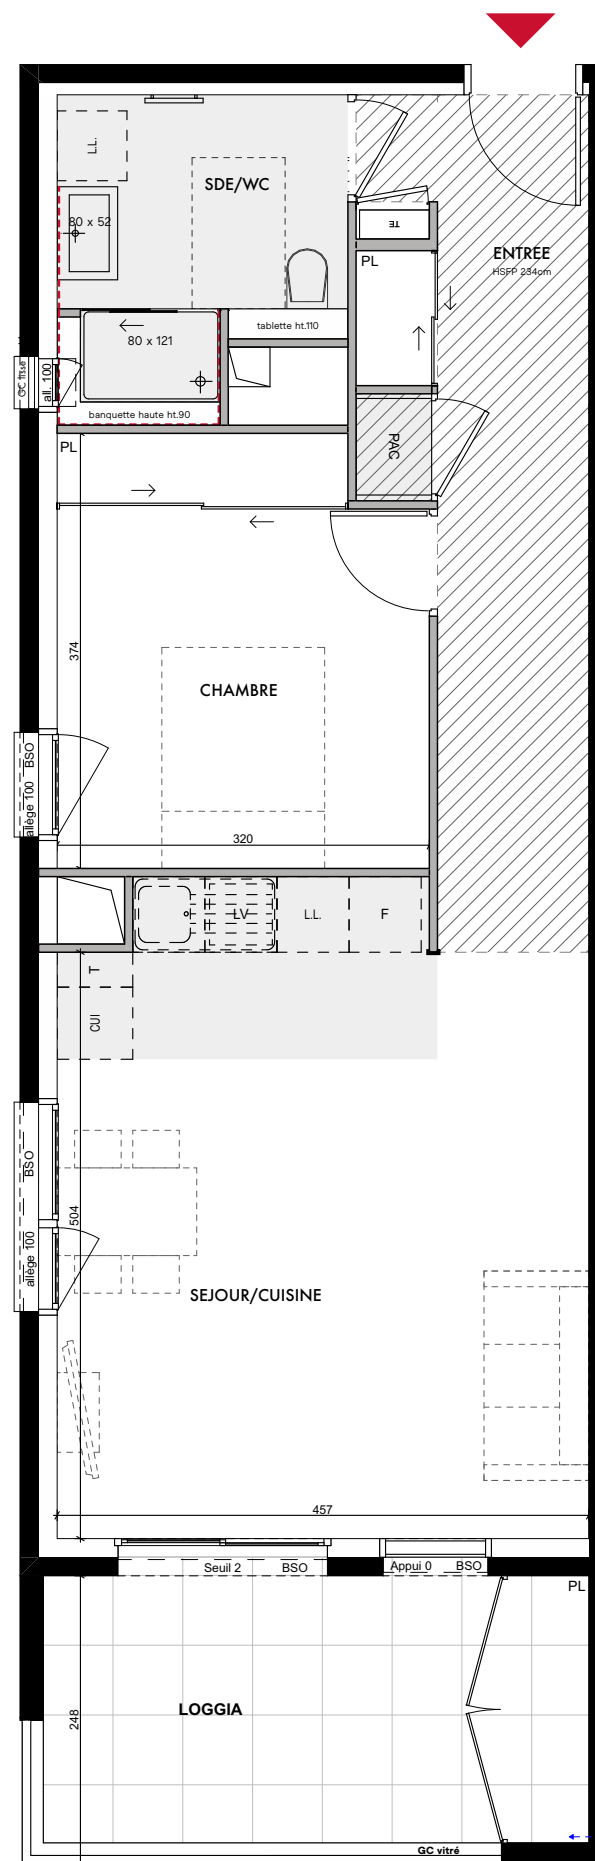 L.L.
SDE/WC
80 x 52
TE
ENTREE
HSFP 234cm
PL
tablette ht.110
80 x 121
GC lisse
all. 100
banquette haute ht.90
PL
PAC
374
CHAMBRE
BSO
allège 100
320
LV
L.L.
F
T
CUI
BSO
allège 100
504
SEJOUR/CUISINE
457
Seuil 2
BSO
Appui 0
BSO
PL
LOGGIA
248
GC vitré